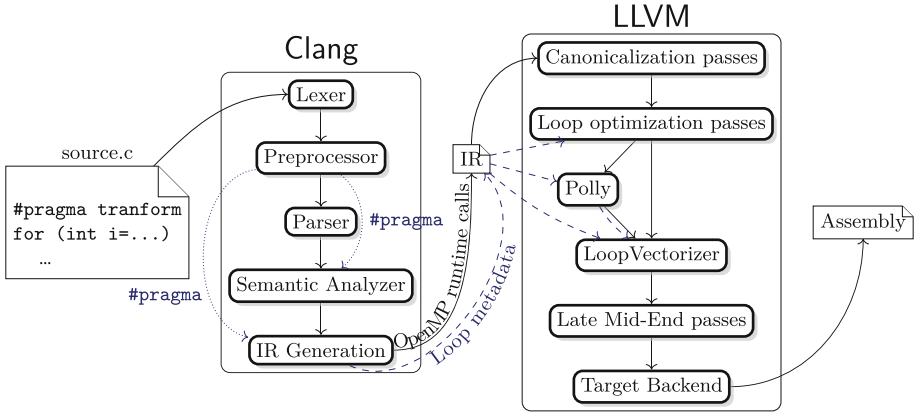 Clang
LLVM
Lexer
Preprocessor
Parser
Semantic Analyzer
IR Generation
source.c
#pragma tranform
for (int i=...)
...
#pragma
#pragma
OpenMP runtime calls
Loop metadata
IR
Canonicalization passes
Loop optimization passes
Polly
LoopVectorizer
Late Mid-End passes
Target Backend
Assembly